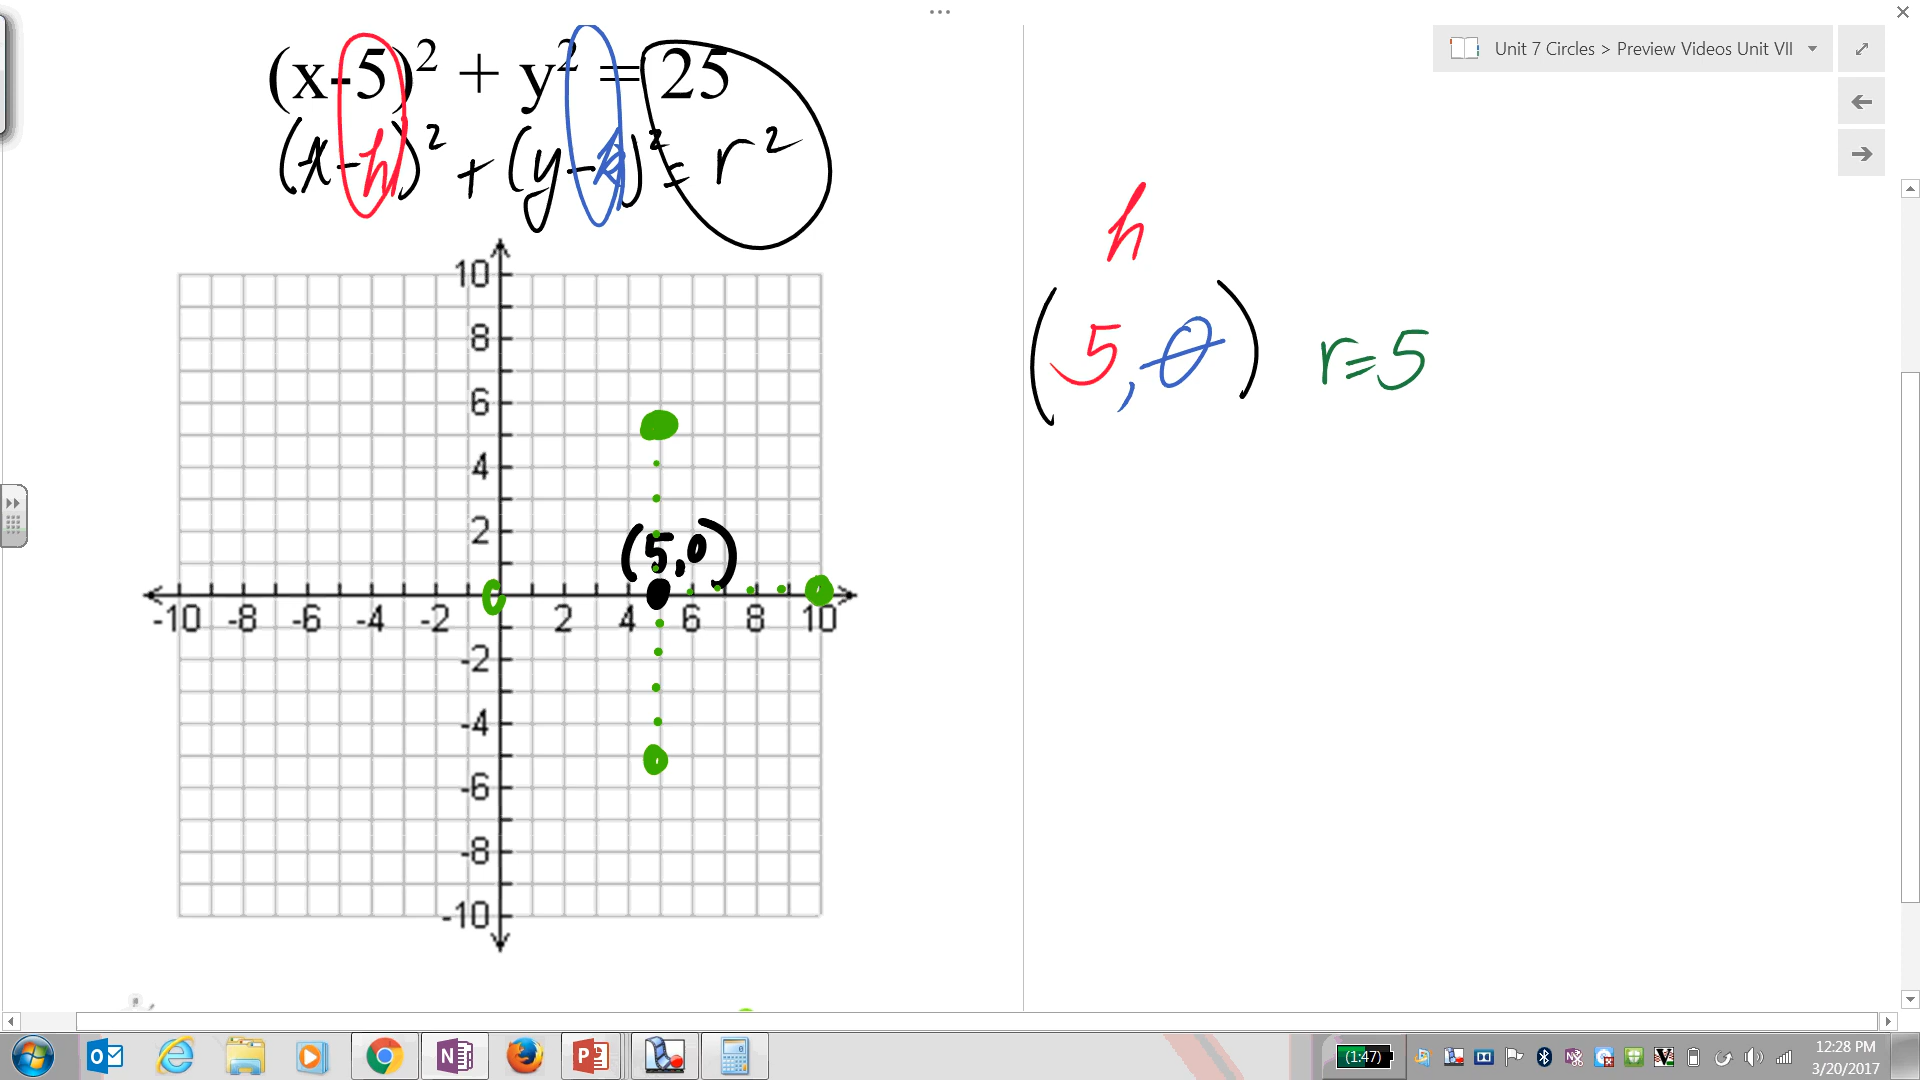 Unit 7 Circles > Preview Videos Unit VII
(x-5)² + y² = 25
(x-h)² + (y-k)² = r²
h
(5,0) r=5
10
8
6
4
2
(5,0)
-10 -8 -6 -4 -2 2 4 6 8 10
-2
-4
-6
-8
-10
(1:47)
12:28 PM
3/20/2017